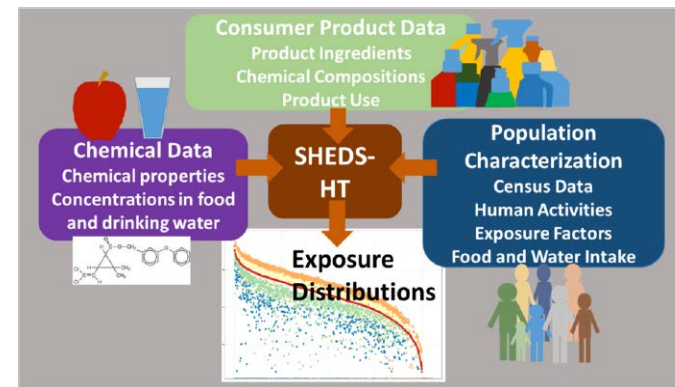 Consumer Product Data
Product Ingredients
Chemical Compositions
Product Use
Chemical Data
Chemical properties
Concentrations in food
and drinking water
SHEDS-
HT
Population
Characterization
Census Data
Human Activities
Exposure Factors
Food and Water Intake
Exposure
Distributions